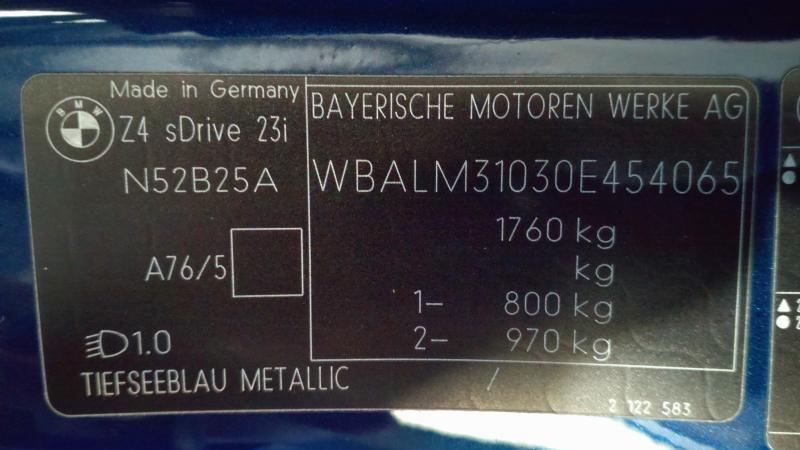 BMW
Made in Germany
Z4 sDrive 23i
N52B25A
A76/5
1.0
TIEFSEEBLAU METALLIC
BAYERISCHE MOTOREN WERKE AG
WBALM31030E454065
1760 kg
kg
1- 800 kg
2- 970 kg
/
2 122 583